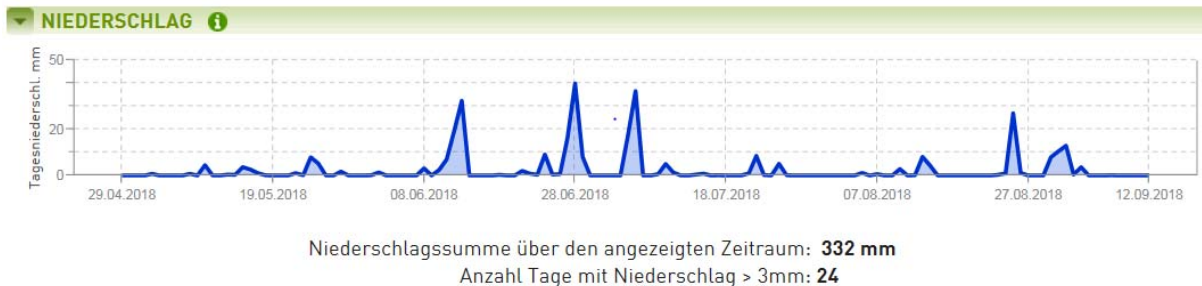 NIEDERSCHLAG i
Tagesniederschl. mm
50
20
0
29.04.2018 19.05.2018 08.06.2018 28.06.2018 18.07.2018 07.08.2018 27.08.2018 12.09.2018
Niederschlagssumme über den angezeigten Zeitraum: 332 mm
Anzahl Tage mit Niederschlag > 3mm: 24